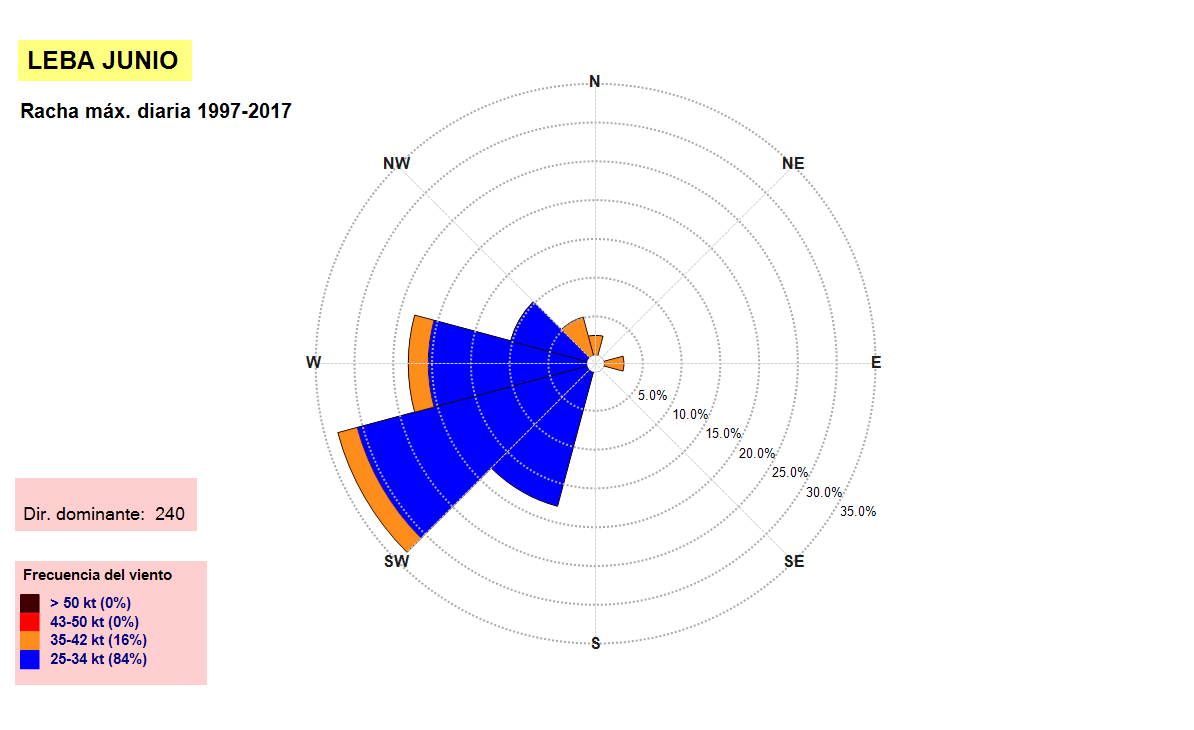 LEBA JUNIO
Racha máx. diaria 1997-2017
N
NW
NE
W
E
5.0%
10.0%
15.0%
20.0%
25.0%
30.0%
35.0%
SW
SE
S
Dir. dominante: 240
Frecuencia del viento
> 50 kt (0%)
43-50 kt (0%)
35-42 kt (16%)
25-34 kt (84%)